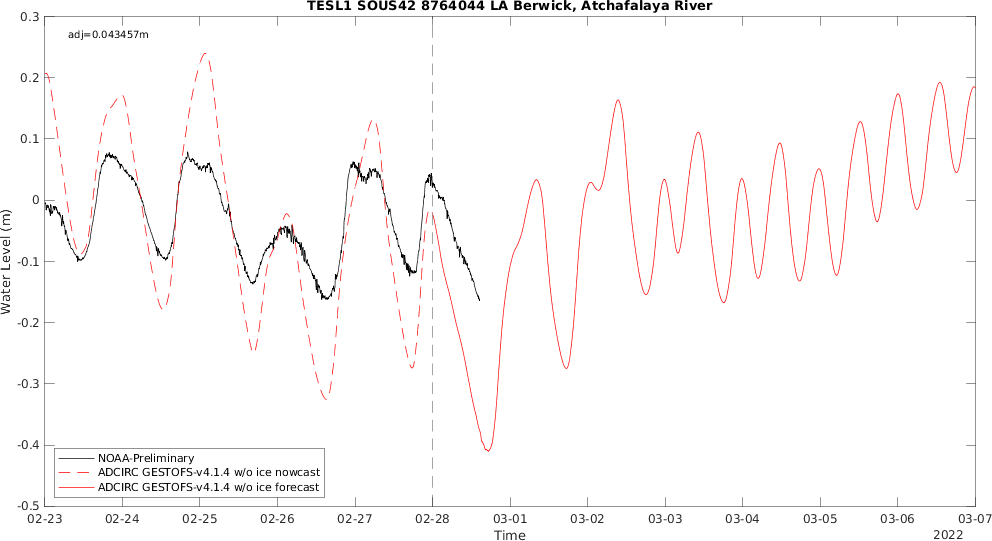 TESL1 SOUS42 8764044 LA Berwick, Atchafalaya River
adj=0.043457m
0.3
0.2
0.1
0
-0.1
-0.2
-0.3
-0.4
-0.5
Water Level (m)
NOAA-Preliminary
ADCIRC GESTOFS-v4.1.4 w/o ice nowcast
ADCIRC GESTOFS-v4.1.4 w/o ice forecast
02-23 02-24 02-25 02-26 02-27 02-28 03-01 03-02 03-03 03-04 03-05 03-06 03-07
Time
2022